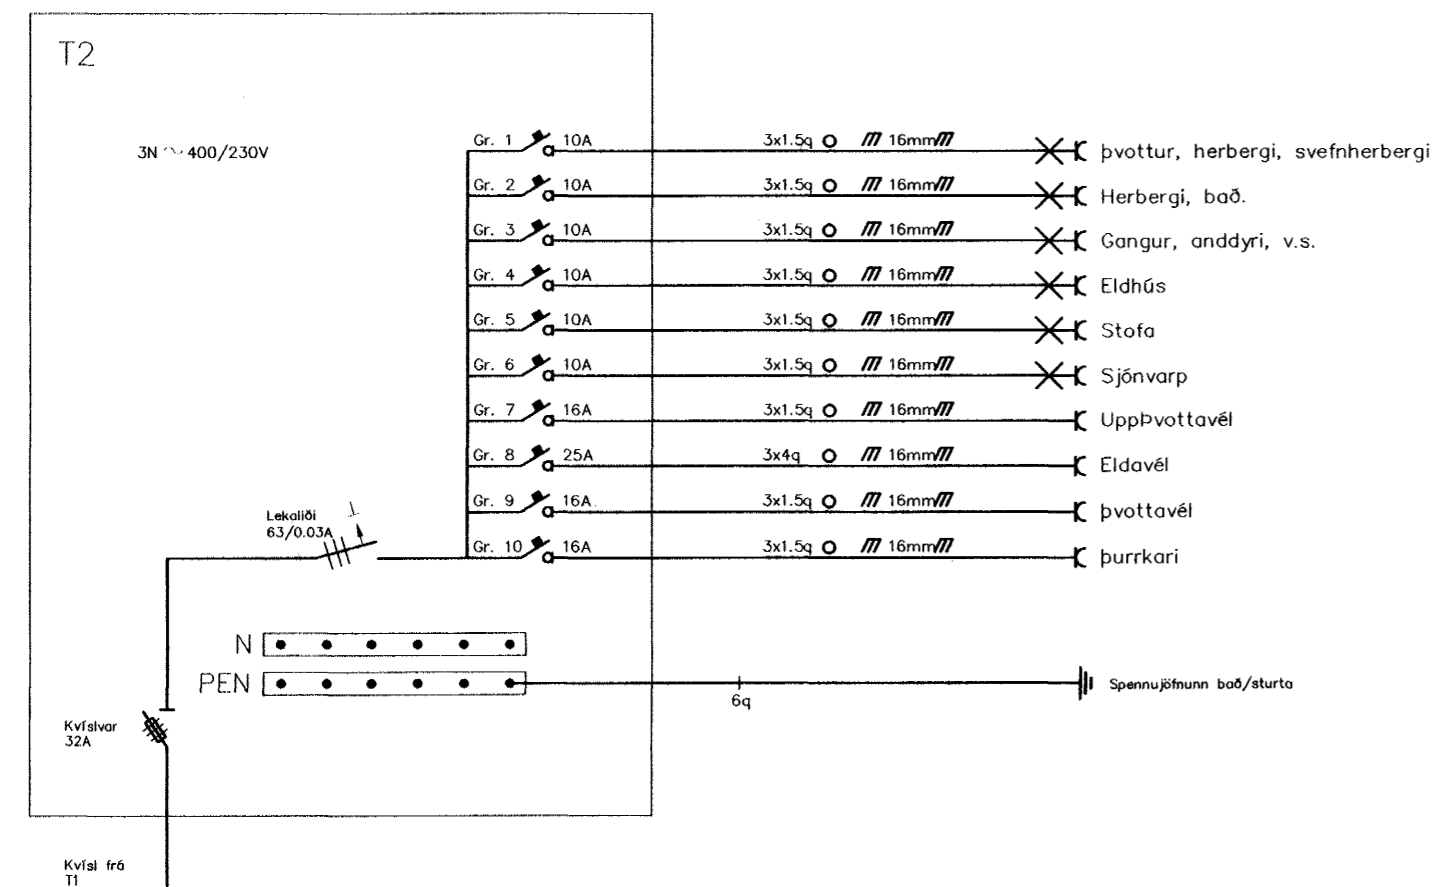 T2
3N ~ 400/230V
Gr. 1 10A 3x1.5q 16mm þvottur, herbergi, svefnherbergi
Gr. 2 10A 3x1.5q 16mm Herbergi, bað.
Gr. 3 10A 3x1.5q 16mm Gangur, anddyri, v.s.
Gr. 4 10A 3x1.5q 16mm Eldhús
Gr. 5 10A 3x1.5q 16mm Stofa
Gr. 6 10A 3x1.5q 16mm Sjónvarp
Gr. 7 16A 3x1.5q 16mm UppÞvottavél
Gr. 8 25A 3x4q 16mm Eldavél
Gr. 9 16A 3x1.5q 16mm þvottavél
Gr. 10 16A 3x1.5q 16mm þurrkari
Lekaliði
63/0.03A
N
PEN
6q
Spennujöfnunn bað/sturta
Kvíslvar
32A
Kvísl frá
T1